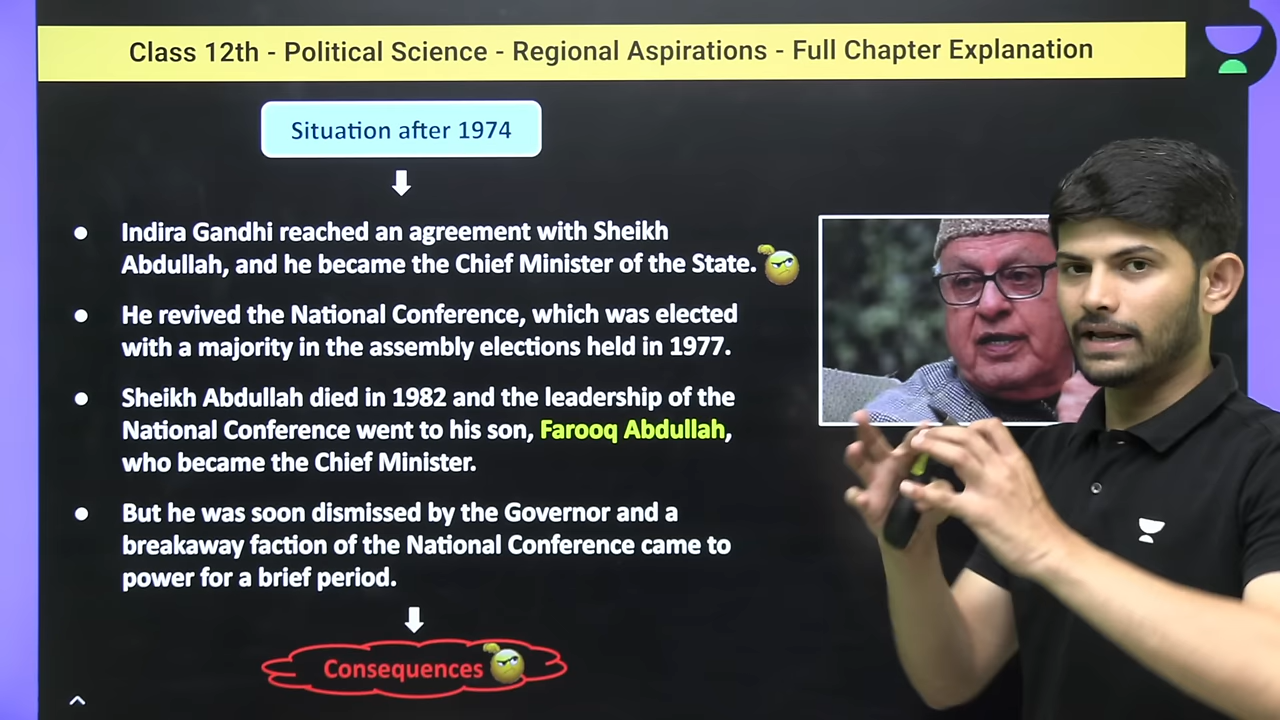 Class 12th - Political Science - Regional Aspirations - Full Chapter Explanation
Situation after 1974
Indira Gandhi reached an agreement with Sheikh
Abdullah, and he became the Chief Minister of the State.
He revived the National Conference, which was elected
with a majority in the assembly elections held in 1977.
Sheikh Abdullah died in 1982 and the leadership of the
National Conference went to his son, Farooq Abdullah,
who became the Chief Minister.
But he was soon dismissed by the Governor and a
breakaway faction of the National Conference came to
power for a brief period.
Consequences